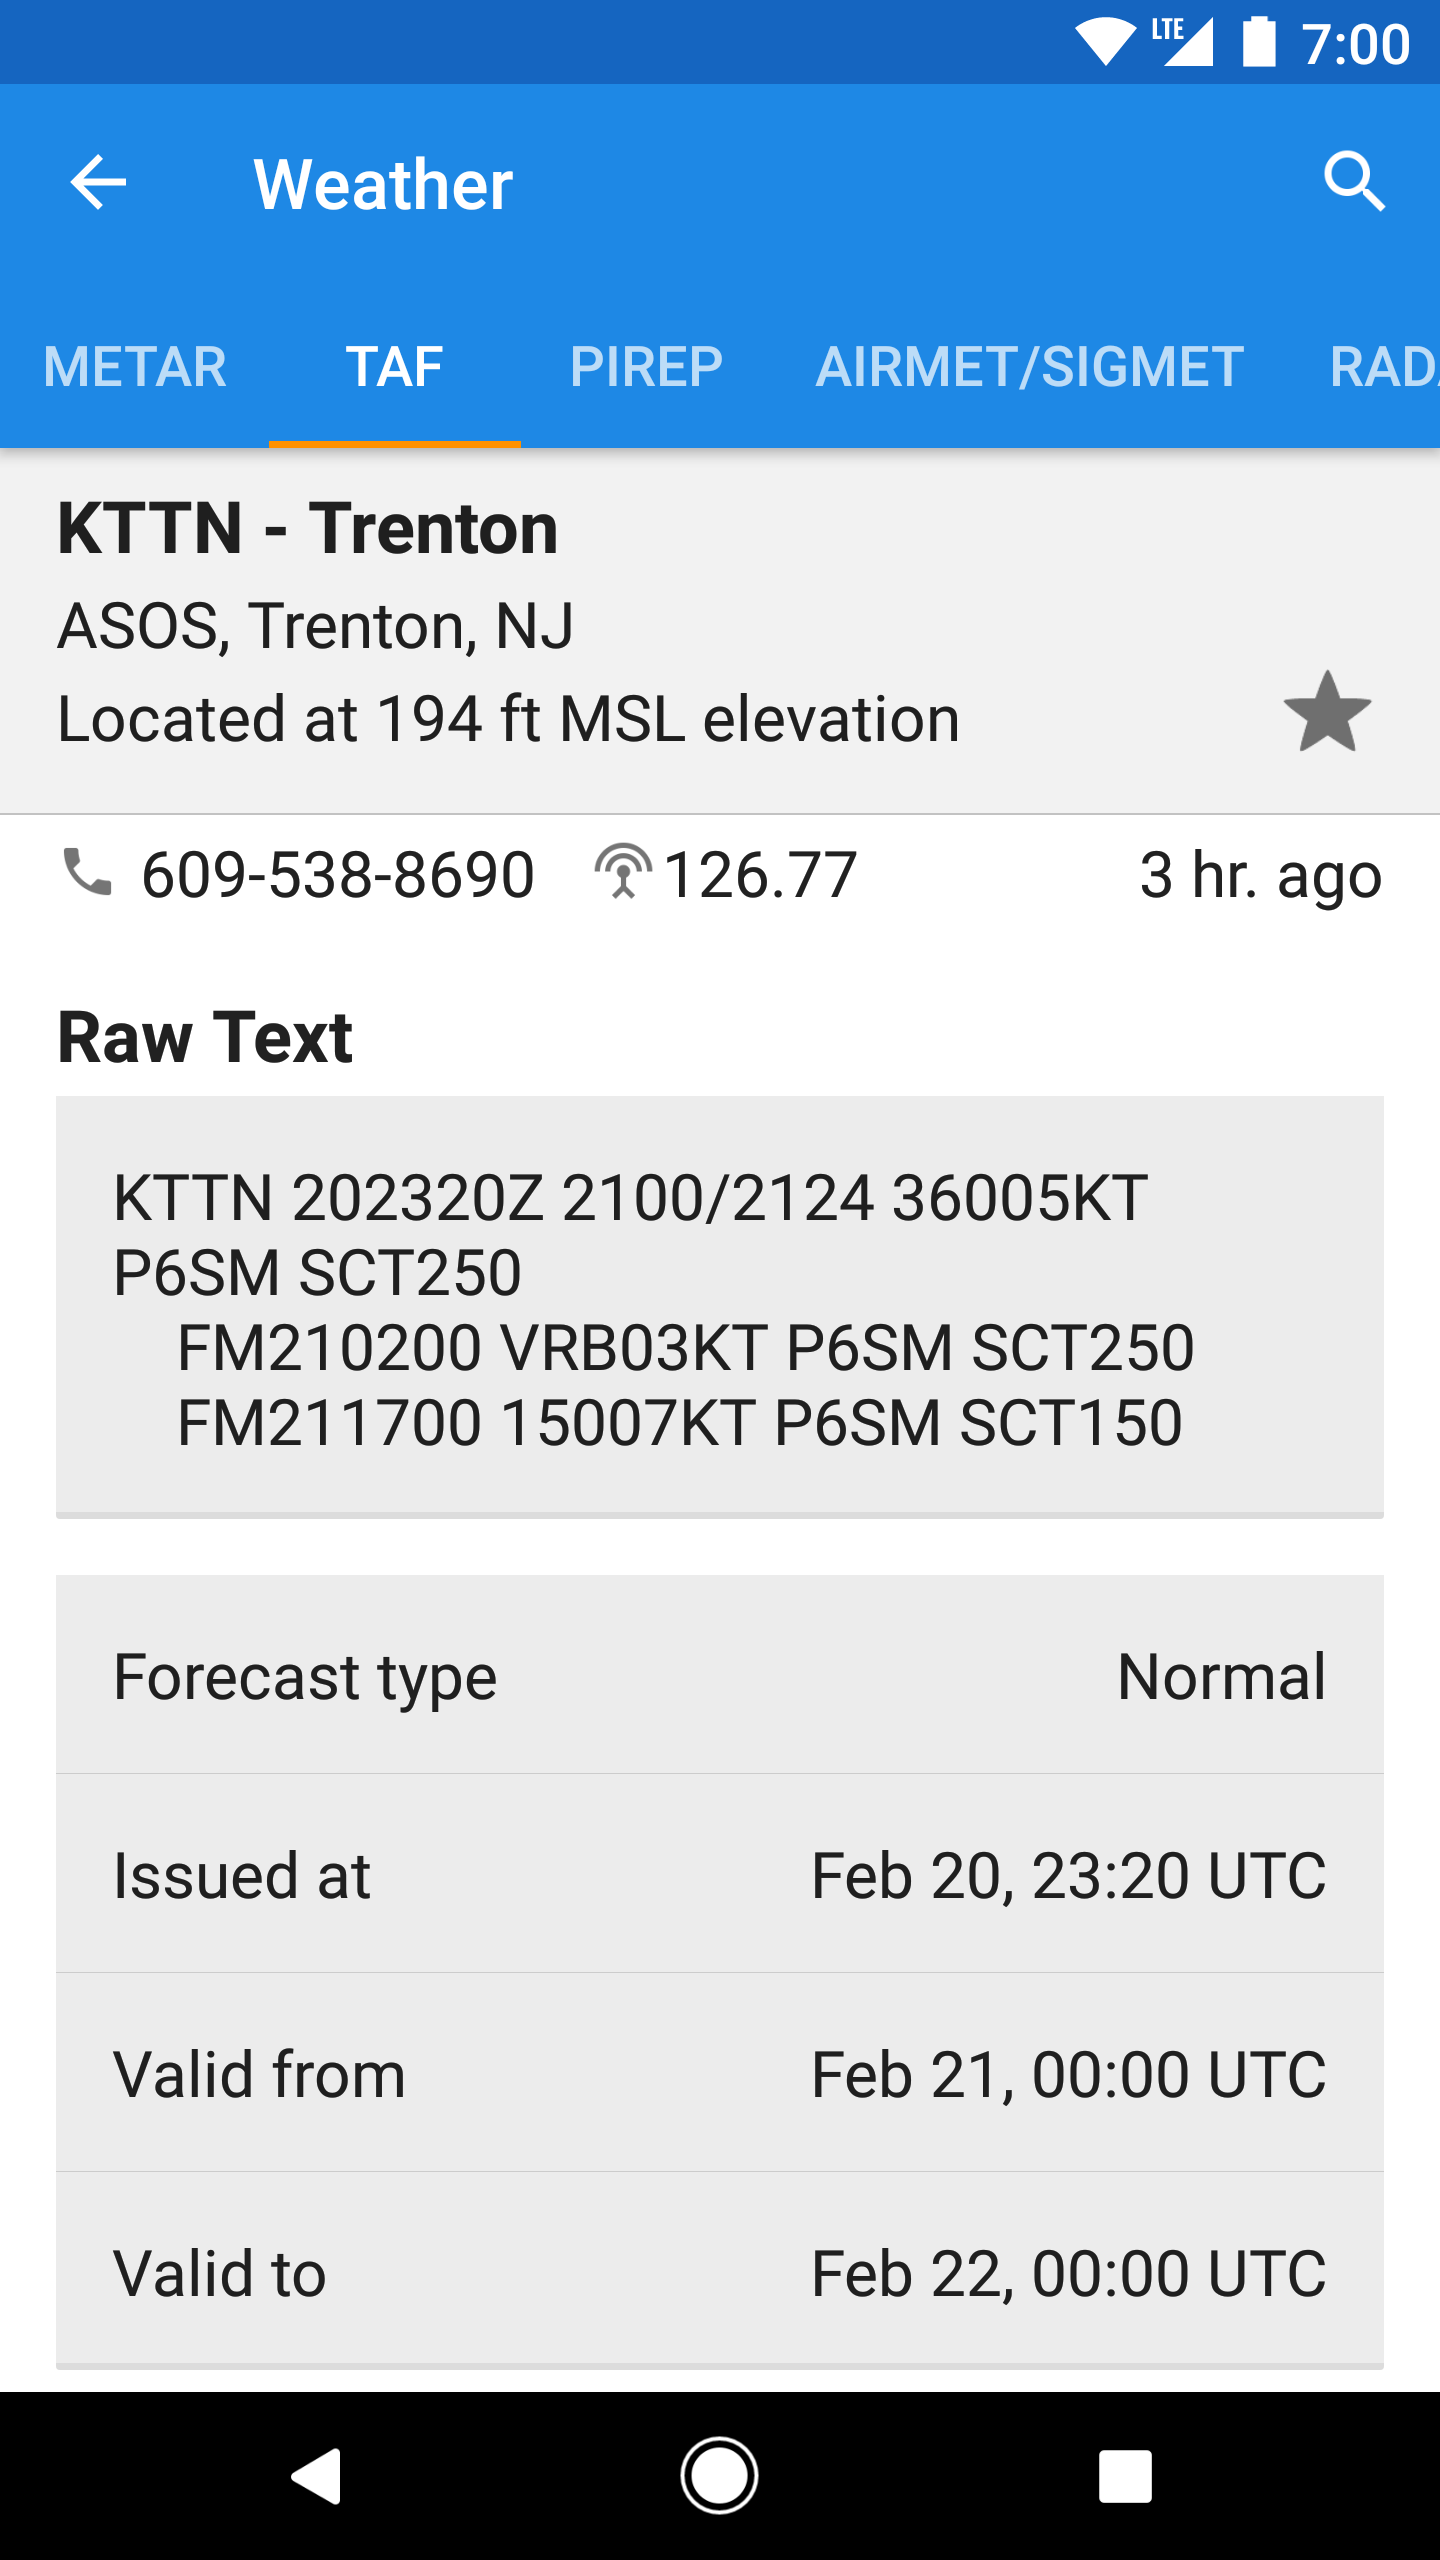 LTE 7:00
Weather
METAR TAF PIREP AIRMET/SIGMET RADA
KTTN - Trenton
ASOS, Trenton, NJ
Located at 194 ft MSL elevation
609-538-8690 126.77 3 hr. ago
Raw Text
KTTN 202320Z 2100/2124 36005KT
P6SM SCT250
FM210200 VRB03KT P6SM SCT250
FM211700 15007KT P6SM SCT150
Forecast type Normal
Issued at Feb 20, 23:20 UTC
Valid from Feb 21, 00:00 UTC
Valid to Feb 22, 00:00 UTC